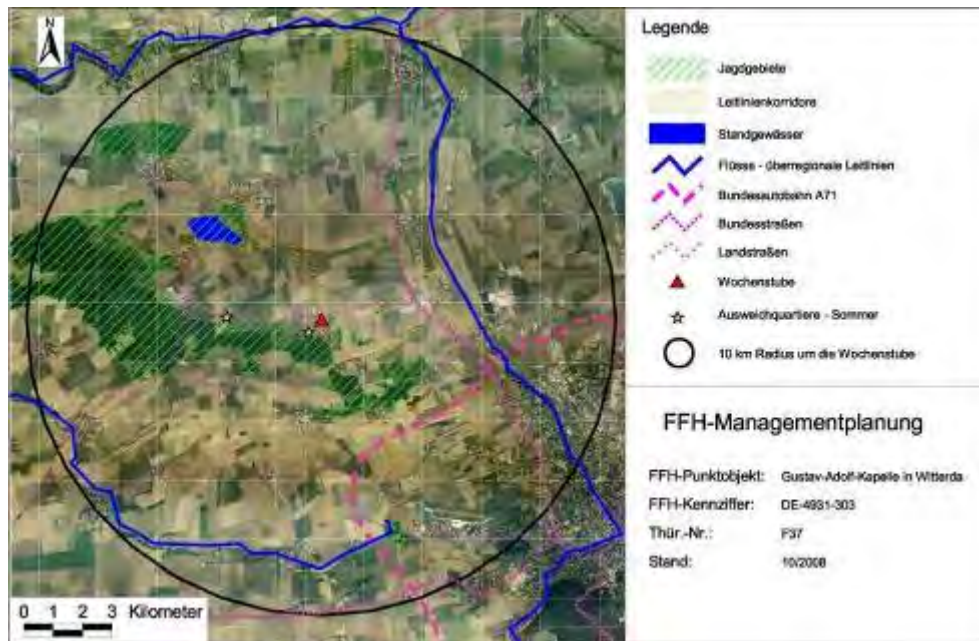 N
0 1 2 3 Kilometer
Legende
Jagdgebiete
Leitlinienkorridore
Standgewässer
Flüsse - überregionale Leitlinien
Bundesautobahn A71
Bundesstraßen
Landstraßen
Wochenstube
Ausweichquartiere - Sommer
10 km Radius um die Wochenstube
FFH-Managementplanung
FFH-Punktobjekt: Gustav-Adolf-Kapelle in Witterda
FFH-Kennziffer: DE-4931-303
Thür.-Nr.: F37
Stand: 10/2008